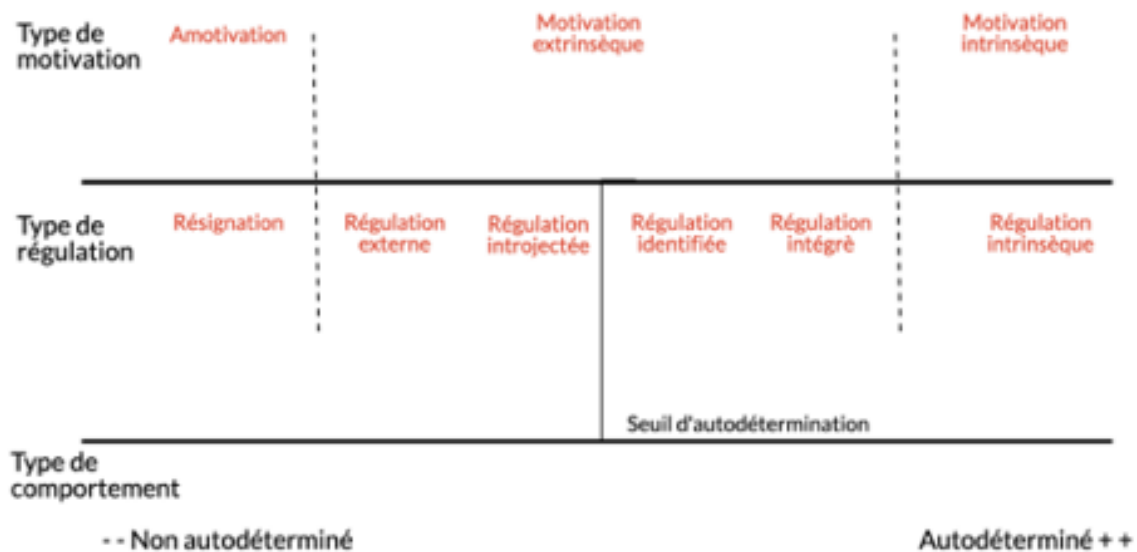 Type de
motivation
Amotivation
Motivation
extrinsèque
Motivation
intrinsèque
Type de
régulation
Résignation
Régulation
externe
Régulation
introjectée
Régulation
identifiée
Régulation
intégrè
Régulation
intrinsèque
Seuil d'autodétermination
Type de
comportement
- - Non autodéterminé
Autodéterminé + +